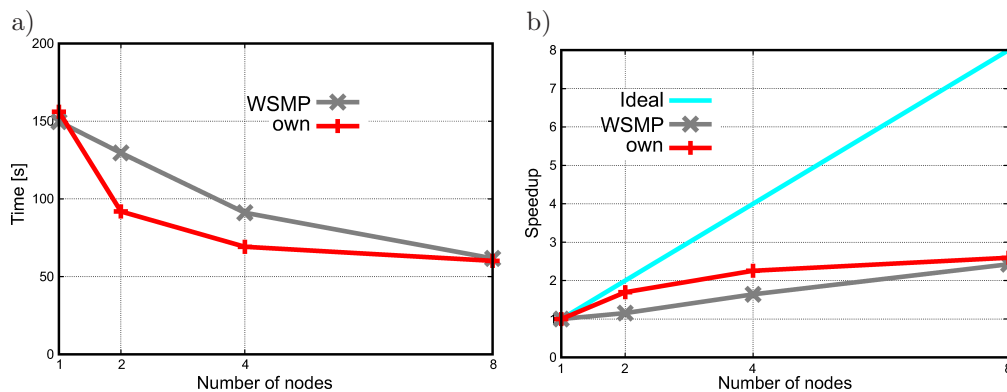 a)
200
150
100
50
0
Time [s]
WSMP
own
1 2 4 8
Number of nodes
b)
8
7
6
5
4
3
2
1
0
Speedup
Ideal
WSMP
own
1 2 4 8
Number of nodes